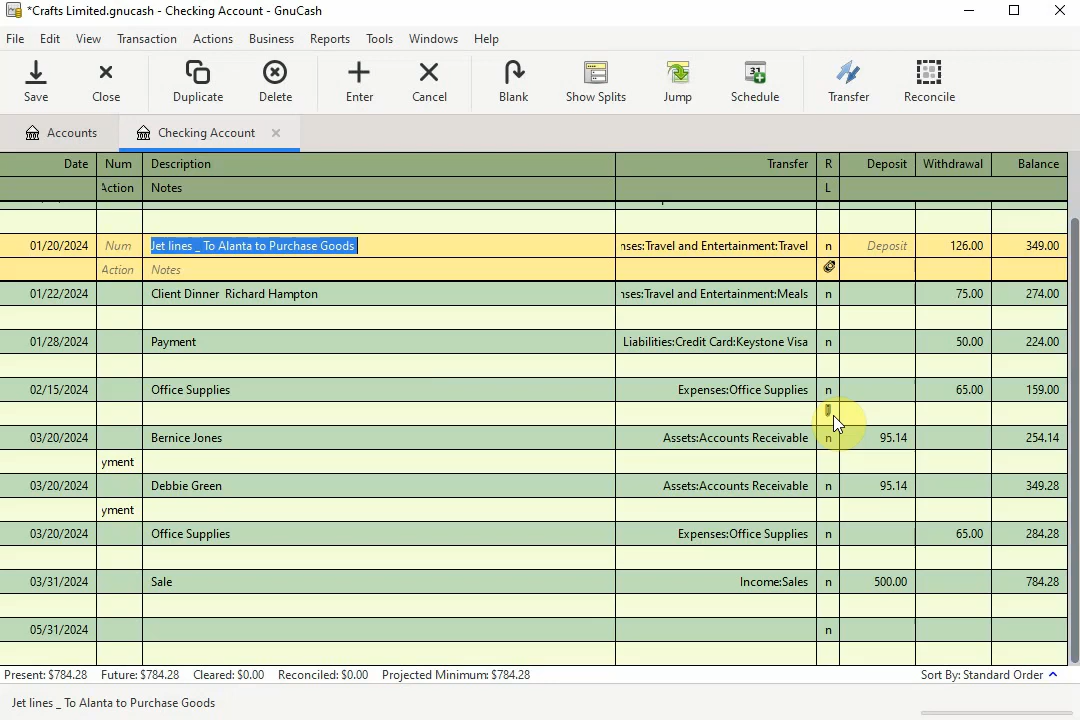 *Crafts Limited.gnucash - Checking Account - GnuCash
File Edit View Transaction Actions Business Reports Tools Windows Help
Save Close Duplicate Delete Enter Cancel Blank Show Splits Jump Schedule Transfer Reconcile
Accounts Checking Account
Date Num Description Transfer R Deposit Withdrawal Balance
Action Notes L
01/20/2024 Num Jet lines _ To Alanta to Purchase Goods nses:Travel and Entertainment:Travel n Deposit 126.00 349.00
Action Notes
01/22/2024 Client Dinner Richard Hampton nses:Travel and Entertainment:Meals n 75.00 274.00
01/28/2024 Payment Liabilities:Credit Card:Keystone Visa n 50.00 224.00
02/15/2024 Office Supplies Expenses:Office Supplies n 65.00 159.00
03/20/2024 Bernice Jones Assets:Accounts Receivable n 95.14 254.14
yment
03/20/2024 Debbie Green Assets:Accounts Receivable n 95.14 349.28
yment
03/20/2024 Office Supplies Expenses:Office Supplies n 65.00 284.28
03/31/2024 Sale Income:Sales n 500.00 784.28
05/31/2024 n
Present: $784.28 Future: $784.28 Cleared: $0.00 Reconciled: $0.00 Projected Minimum: $784.28 Sort By: Standard Order
Jet lines _ To Alanta to Purchase Goods